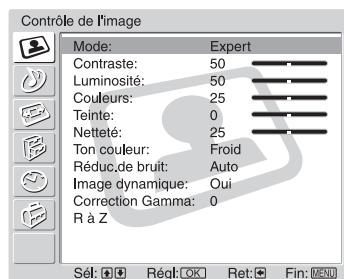 Contrôle de l'image
Mode: Expert
Contraste: 50
Luminosité: 50
Couleurs: 25
Teinte: 0
Netteté: 25
Ton couleur: Froid
Réduc.de bruit: Auto
Image dynamique: Oui
Correction Gamma: 0
R à Z
Sél: Régl: OK Ret: Fin: MENU